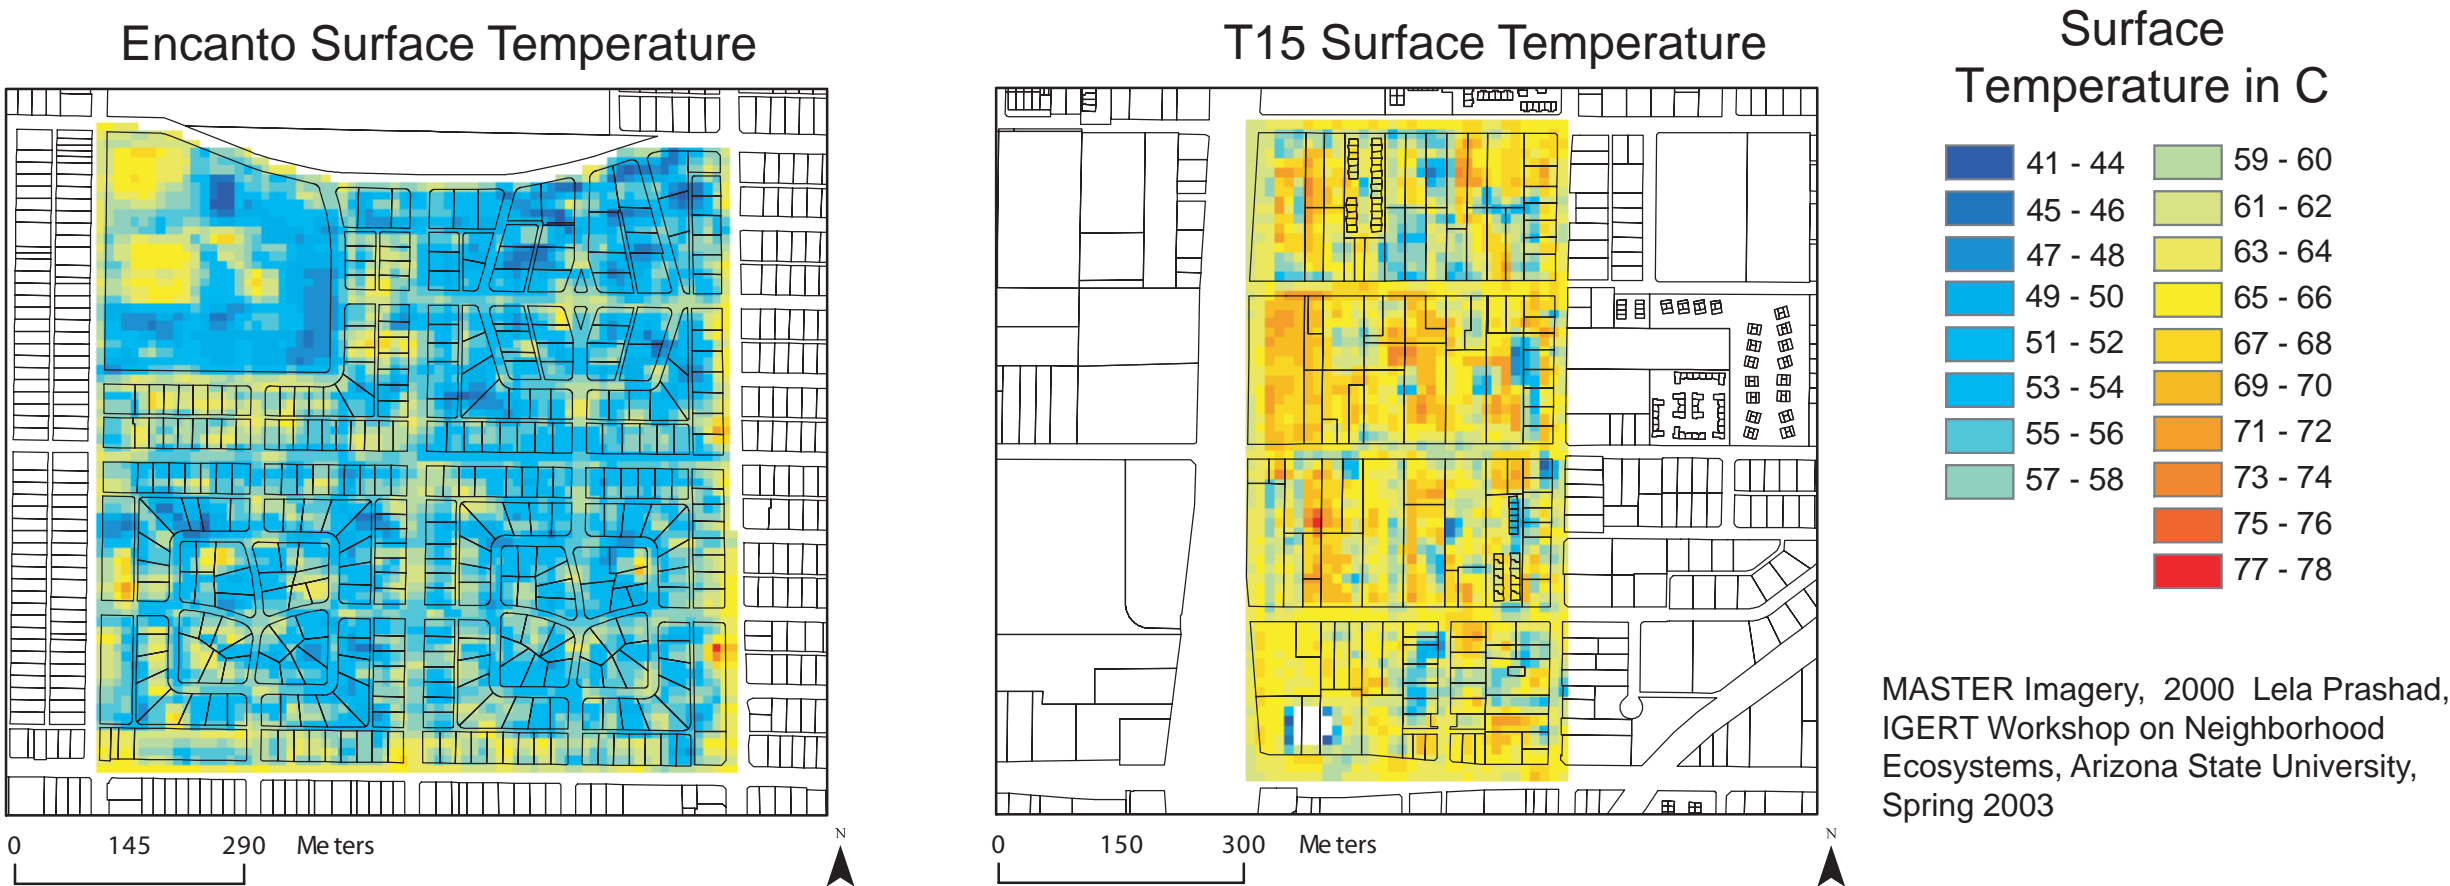 Encanto Surface Temperature
T15 Surface Temperature
Surface
Temperature in C
41 - 44
45 - 46
47 - 48
49 - 50
51 - 52
53 - 54
55 - 56
57 - 58
59 - 60
61 - 62
63 - 64
65 - 66
67 - 68
69 - 70
71 - 72
73 - 74
75 - 76
77 - 78
MASTER Imagery, 2000 Lela Prashad,
IGERT Workshop on Neighborhood
Ecosystems, Arizona State University,
Spring 2003
0 145 290 Me ters
N
0 150 300 Me ters
N